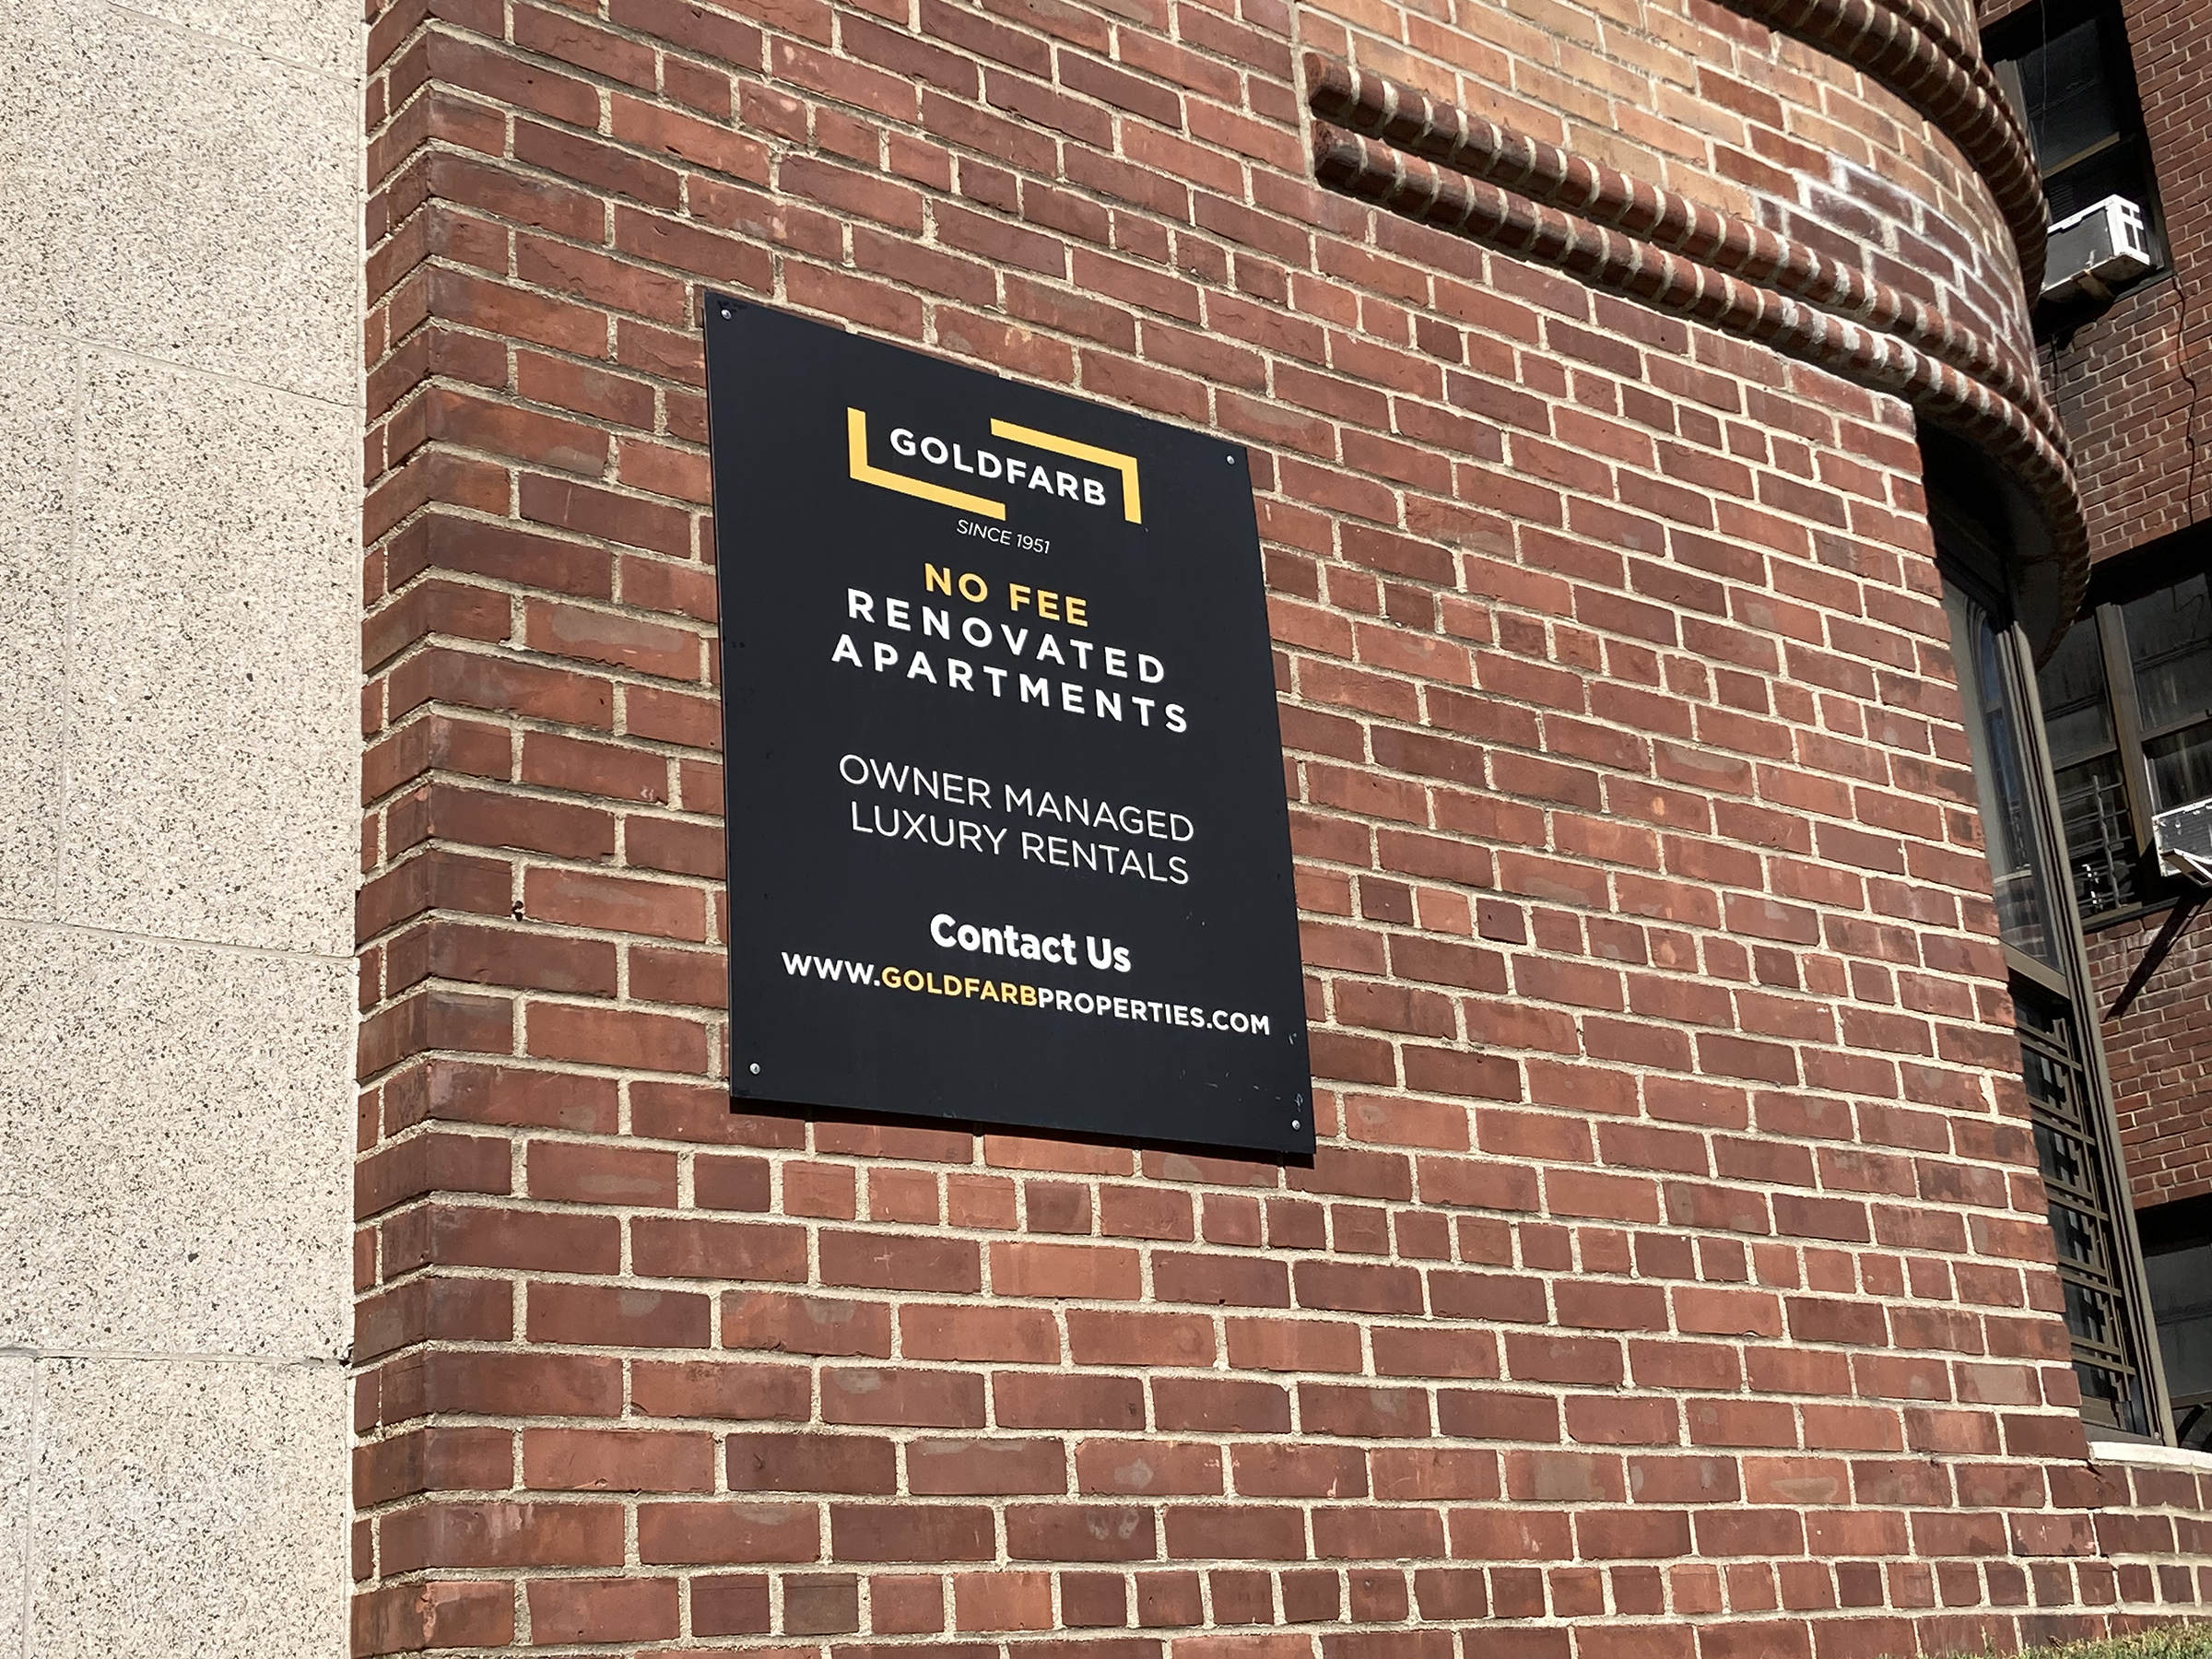 GOLDFARB
SINCE 1951
NO FEE
RENOVATED
APARTMENTS
OWNER MANAGED
LUXURY RENTALS
Contact Us
WWW.GOLDFARBPROPERTIES.COM